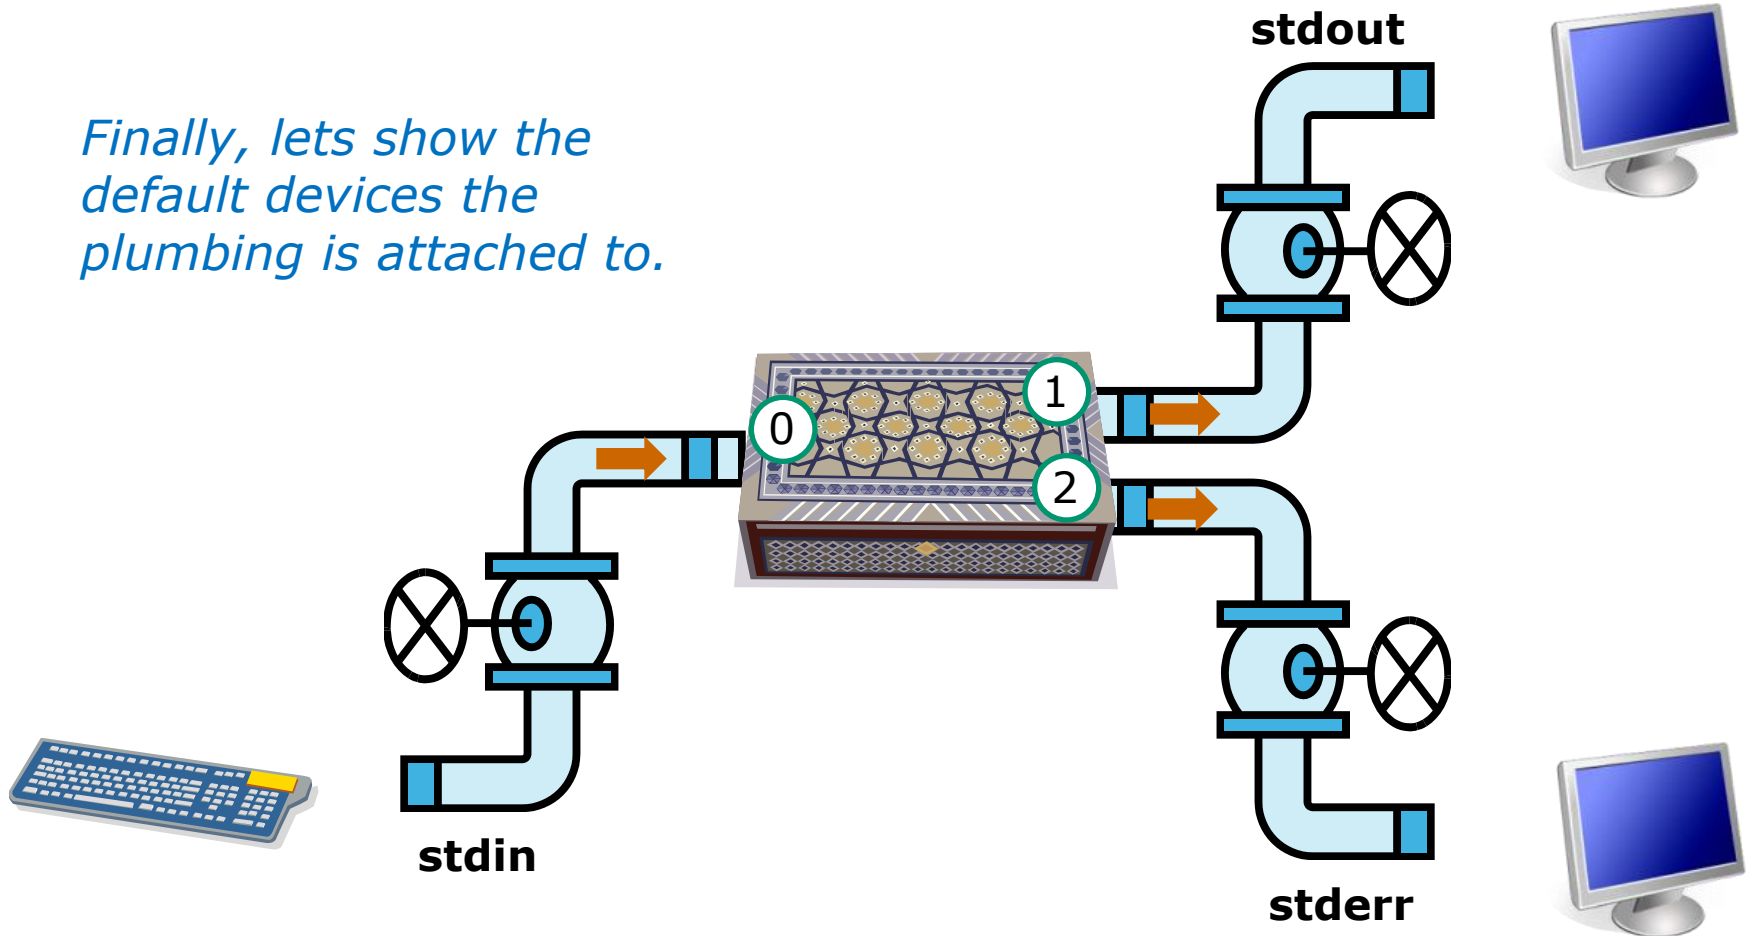 stdout
Finally, lets show the
default devices the
plumbing is attached to.
1
0
2
stdin
stderr